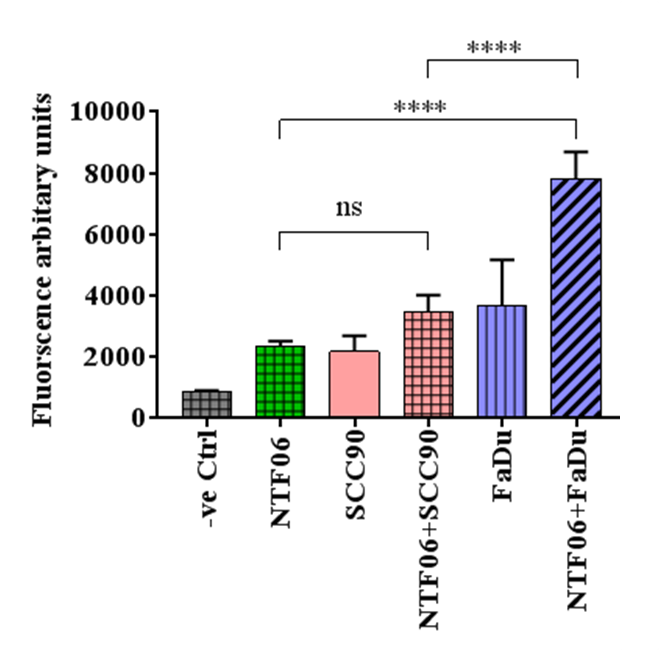 ****
****
ns
Fluorscence arbitary units
10000
8000
6000
4000
2000
0
-ve Ctrl
NTF06
SCC90
NTF06+SCC90
FaDu
NTF06+FaDu